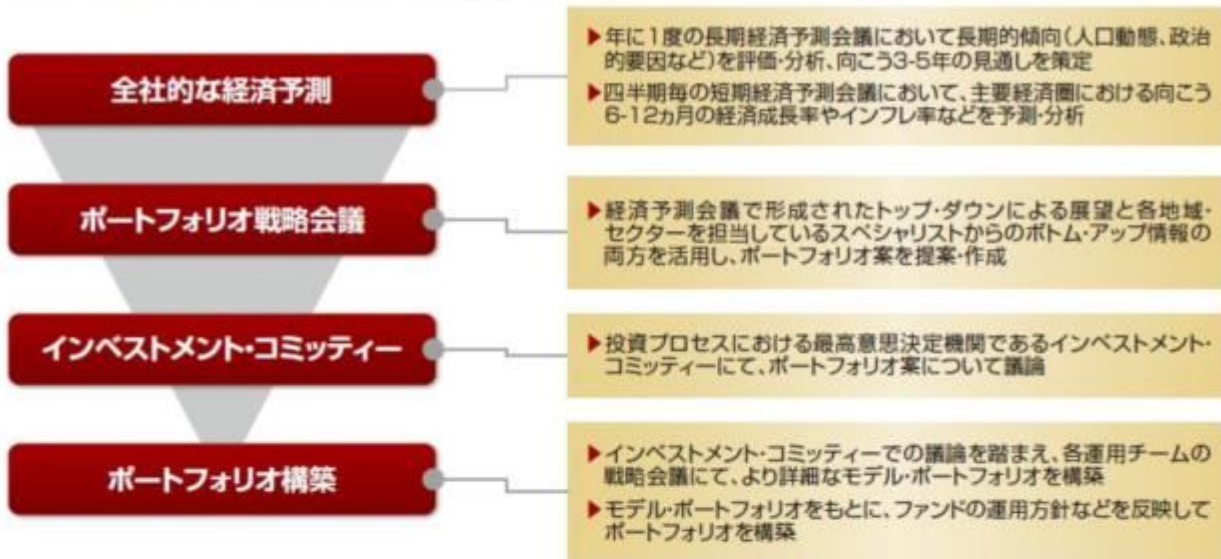 全社的な経済予測
▶年に1度の長期経済予測会議において長期的傾向(人口動態、政治
的要因など)を評価・分析、向こう3-5年の見通しを策定
▶四半期毎の短期経済予測会議において、主要経済圏における向こう
6-12ヵ月の経済成長率やインフレ率などを予測・分析
ポートフォリオ戦略会議
▶経済予測会議で形成されたトップ・ダウンによる展望と各地域・
セクターを担当しているスペシャリストからのボトム・アップ情報の
両方を活用し、ポートフォリオ案を提案・作成
インベストメント・コミッティー
▶投資プロセスにおける最高意思決定機関であるインベストメント・
コミッティーにて、ポートフォリオ案について議論
ポートフォリオ構築
▶インベストメント・コミッティーでの議論を踏まえ、各運用チームの
戦略会議にて、より詳細なモデル・ポートフォリオを構築
▶モデル・ポートフォリオをもとに、ファンドの運用方針などを反映して
ポートフォリオを構築